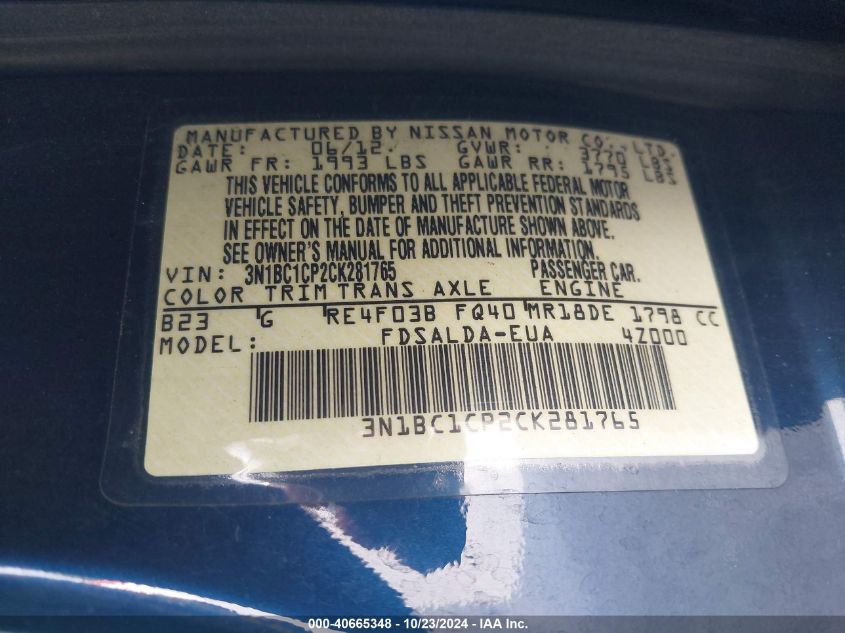 MANUFACTURED BY NISSAN MOTOR CO., LTD.
DATE: 06/12 GVWR: 3770 LBS
GAWR FR: 1993 LBS GAWR RR: 1795 LBS
THIS VEHICLE CONFORMS TO ALL APPLICABLE FEDERAL MOTOR
VEHICLE SAFETY, BUMPER AND THEFT PREVENTION STANDARDS
IN EFFECT ON THE DATE OF MANUFACTURE SHOWN ABOVE.
SEE OWNER'S MANUAL FOR ADDITIONAL INFORMATION.
VIN: 3N1BC1CP2CK281765 PASSENGER CAR.
COLOR TRIM TRANS AXLE ENGINE
B23 G RE4F03B FQ40 MR18DE 1798 CC
MODEL: FDSALDA-EUA 4Z000
3N1BC1CP2CK281765
000-40665348 - 10/23/2024 - IAA Inc.